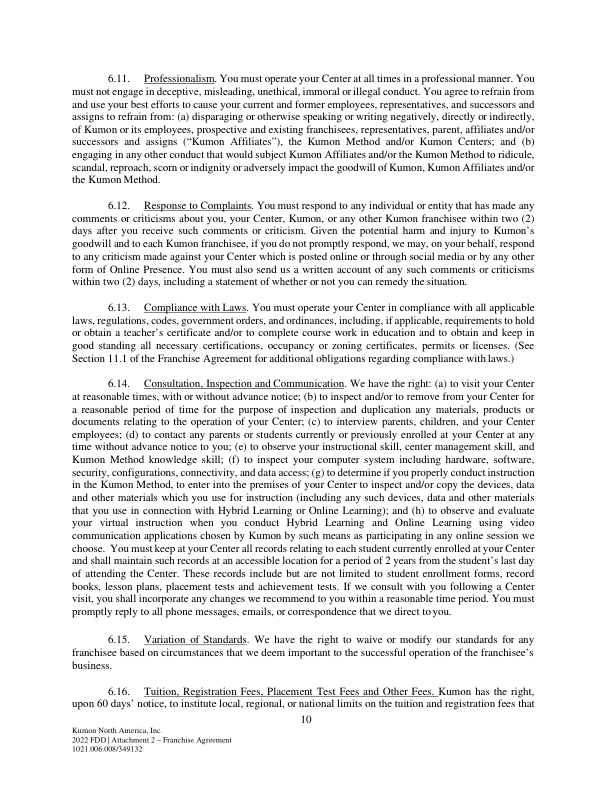 6.11. Professionalism. You must operate your Center at all times in a professional manner. You
must not engage in deceptive, misleading, unethical, immoral or illegal conduct. You agree to refrain from
and use your best efforts to cause your current and former employees, representatives, and successors and
assigns to refrain from: (a) disparaging or otherwise speaking or writing negatively, directly or indirectly,
of Kumon or its employees, prospective and existing franchisees, representatives, parent, affiliates and/or
successors and assigns (“Kumon Affiliates”), the Kumon Method and/or Kumon Centers; and (b)
engaging in any other conduct that would subject Kumon Affiliates and/or the Kumon Method to ridicule,
scandal, reproach, scorn or indignity or adversely impact the goodwill of Kumon, Kumon Affiliates and/or
the Kumon Method.
6.12. Response to Complaints. You must respond to any individual or entity that has made any
comments or criticisms about you, your Center, Kumon, or any other Kumon franchisee within two (2)
days after you receive such comments or criticism. Given the potential harm and injury to Kumon’s
goodwill and to each Kumon franchisee, if you do not promptly respond, we may, on your behalf, respond
to any criticism made against your Center which is posted online or through social media or by any other
form of Online Presence. You must also send us a written account of any such comments or criticisms
within two (2) days, including a statement of whether or not you can remedy the situation.
6.13. Compliance with Laws. You must operate your Center in compliance with all applicable
laws, regulations, codes, government orders, and ordinances, including, if applicable, requirements to hold
or obtain a teacher’s certificate and/or to complete course work in education and to obtain and keep in
good standing all necessary certifications, occupancy or zoning certificates, permits or licenses. (See
Section 11.1 of the Franchise Agreement for additional obligations regarding compliance with laws.)
6.14. Consultation, Inspection and Communication. We have the right: (a) to visit your Center
at reasonable times, with or without advance notice; (b) to inspect and/or to remove from your Center for
a reasonable period of time for the purpose of inspection and duplication any materials, products or
documents relating to the operation of your Center; (c) to interview parents, children, and your Center
employees; (d) to contact any parents or students currently or previously enrolled at your Center at any
time without advance notice to you; (e) to observe your instructional skill, center management skill, and
Kumon Method knowledge skill; (f) to inspect your computer system including hardware, software,
security, configurations, connectivity, and data access; (g) to determine if you properly conduct instruction
in the Kumon Method, to enter into the premises of your Center to inspect and/or copy the devices, data
and other materials which you use for instruction (including any such devices, data and other materials
that you use in connection with Hybrid Learning or Online Learning); and (h) to observe and evaluate
your virtual instruction when you conduct Hybrid Learning and Online Learning using video
communication applications chosen by Kumon by such means as participating in any online session we
choose. You must keep at your Center all records relating to each student currently enrolled at your Center
and shall maintain such records at an accessible location for a period of 2 years from the student’s last day
of attending the Center. These records include but are not limited to student enrollment forms, record
books, lesson plans, placement tests and achievement tests. If we consult with you following a Center
visit, you shall incorporate any changes we recommend to you within a reasonable time period. You must
promptly reply to all phone messages, emails, or correspondence that we direct to you.
6.15. Variation of Standards. We have the right to waive or modify our standards for any
franchisee based on circumstances that we deem important to the successful operation of the franchisee’s
business.
6.16. Tuition, Registration Fees, Placement Test Fees and Other Fees. Kumon has the right,
upon 60 days’ notice, to institute local, regional, or national limits on the tuition and registration fees that
10
Kumon North America, Inc.
2022 FDD | Attachment 2 – Franchise Agreement
1021.006.008/349132